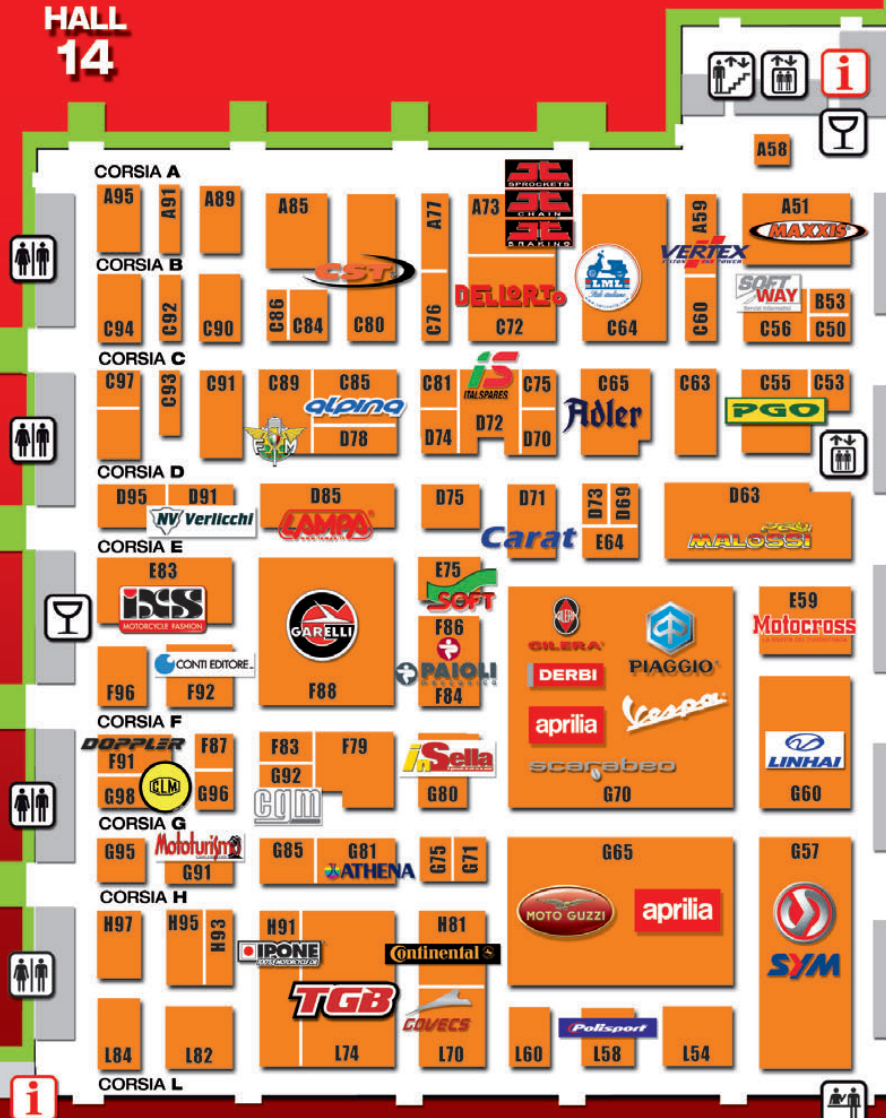 HALL
14
i
A58
CORSIA A
A95
A91
A89
A85
A77
A73
SPROCKETS
CHAIN
BRAKING
A59
A51
MAXXIS
VERTEX
CORSIA B
CST
DELLORTO
LML
SOFT
WAY
B53
C94
C92
C90
C86
C84
C80
C76
C72
C64
C60
C56
C50
CORSIA C
C97
C93
C91
C89
C85
alpina
D78
C81
iS
ITALSPARES
C75
D74
D72
D70
C65
Adler
C63
C55
C53
PGO
CORSIA D
D95
D91
NV Verlicchi
D85
LAMPA
D75
D71
Carat
D73
D69
E64
D63
MALOSSI
CORSIA E
E83
iXS
MOTORCYCLE FASHION
GARELLI
F88
E75
SOFT
F86
PAIOLI
F84
GILERA
PIAGGIO
DERBI
aprilia
Vespa
scarabeo
G70
E59
Motocross
F96
CONTI EDITORE
F92
CORSIA F
DOPPLER
F91
G98
CLM
F87
G96
F83
G92
cgm
F79
inSella
G80
LINHAI
G60
CORSIA G
G95
Mototurismo
G91
G85
G81
ATHENA
G75
G71
G65
MOTO GUZZI
aprilia
G57
SYM
CORSIA H
H97
H95
H93
H91
IPONE
TGB
H81
Continental
GOVECS
L84
L82
L74
L70
L60
Polisport
L58
L54
CORSIA L
i